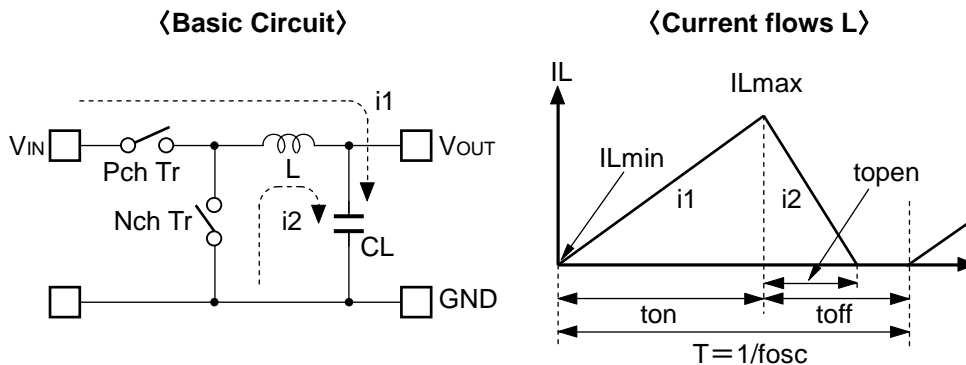 〈Basic Circuit〉
i1
VIN
Pch Tr
L
VOUT
Nch Tr
i2
CL
GND
〈Current flows L〉
IL
ILmax
ILmin
topen
i1
i2
ton
toff
T=1/fosc